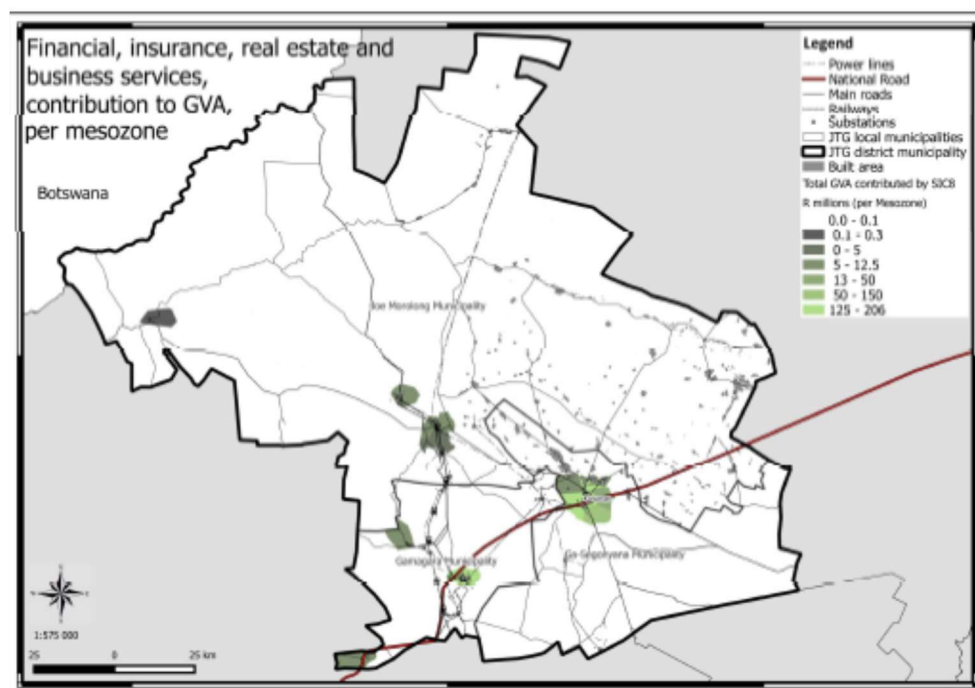 Financial, insurance, real estate and
business services,
contribution to GVA,
per mesozone
Botswana
Legend
Power lines
National Road
Main roads
Railways
Substations
JTG local municipalities
JTG district municipality
Built area
Total GVA contributed by SIC8
R millions (per Mesozone)
0.0 - 0.1
0.1 - 0.3
0 - 5
5 - 12.5
13 - 50
50 - 150
125 - 206
Joe Morolong Municipality
Ga-Segonyana Municipality
Gamagara Municipality
1:575 000
25 0 25 km